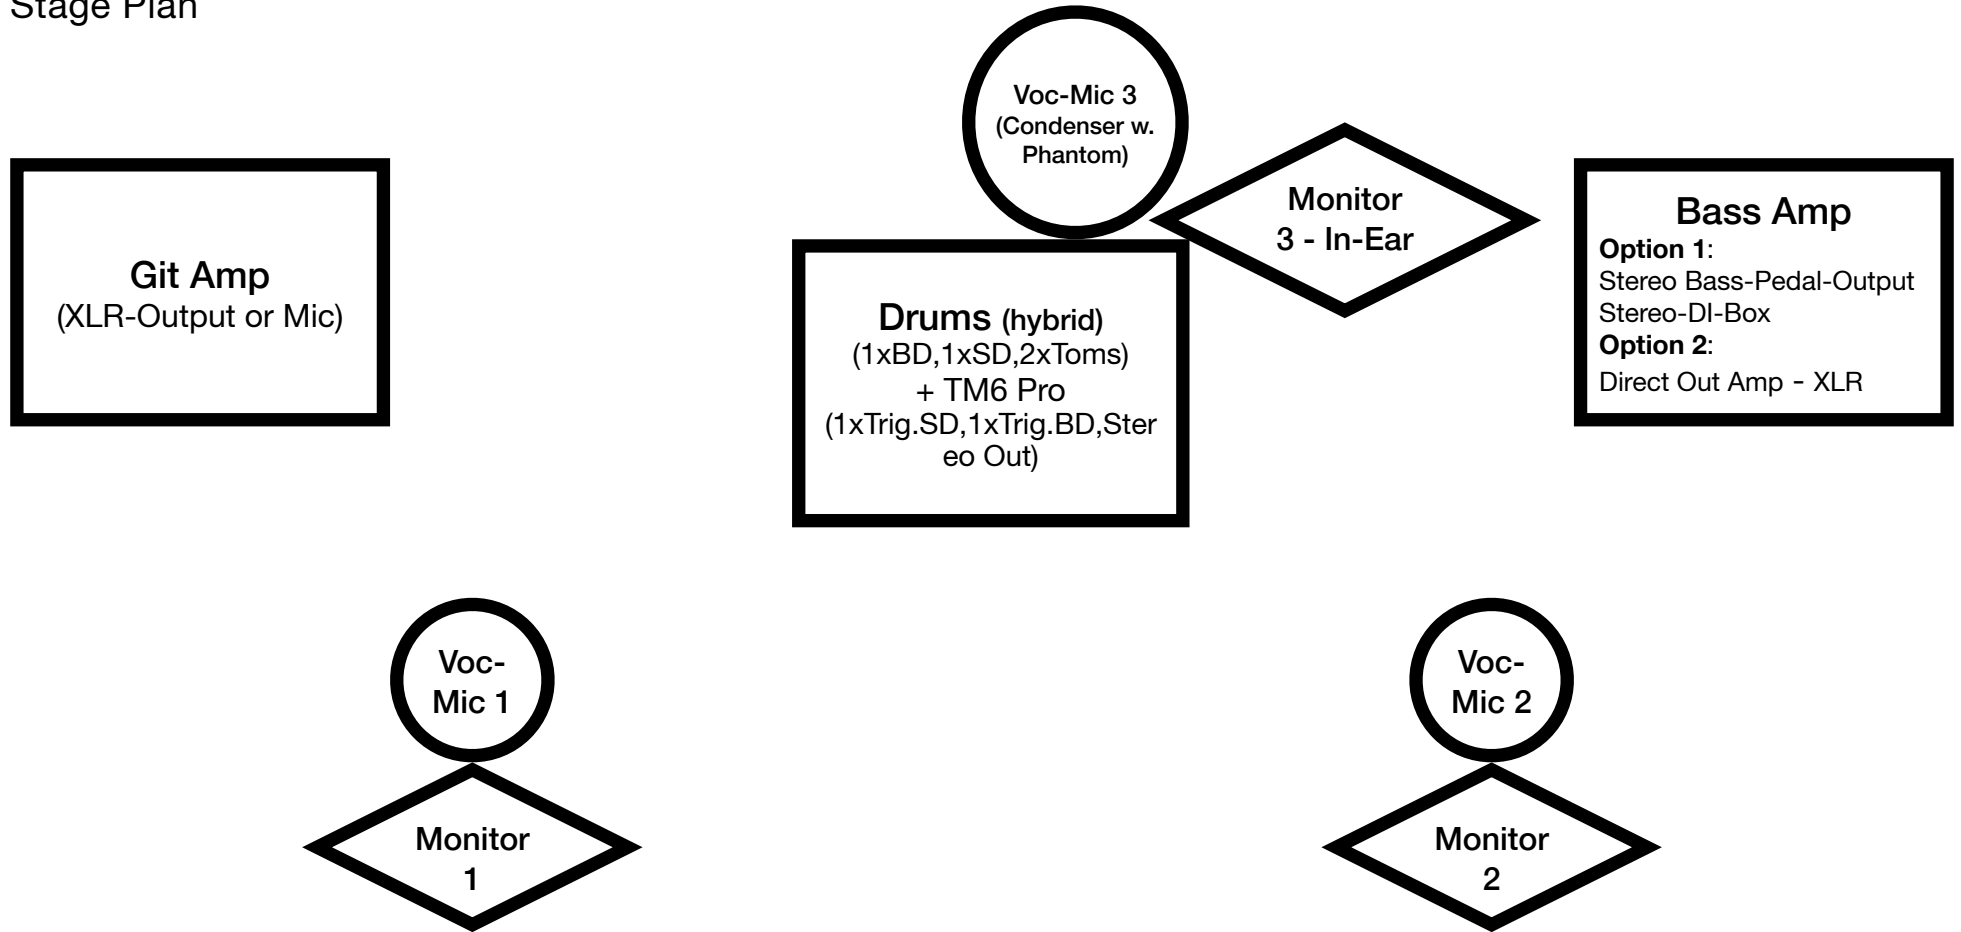 Stage Plan
Voc-Mic 3
(Condenser w.
Phantom)
Monitor
3 - In-Ear
Git Amp
(XLR-Output or Mic)
Drums (hybrid)
(1xBD,1xSD,2xToms)
+ TM6 Pro
(1xTrig.SD,1xTrig.BD,Ster
eo Out)
Bass Amp
Option 1:
Stereo Bass-Pedal-Output
Stereo-DI-Box
Option 2:
Direct Out Amp - XLR
Voc-
Mic 1
Monitor
1
Voc-
Mic 2
Monitor
2